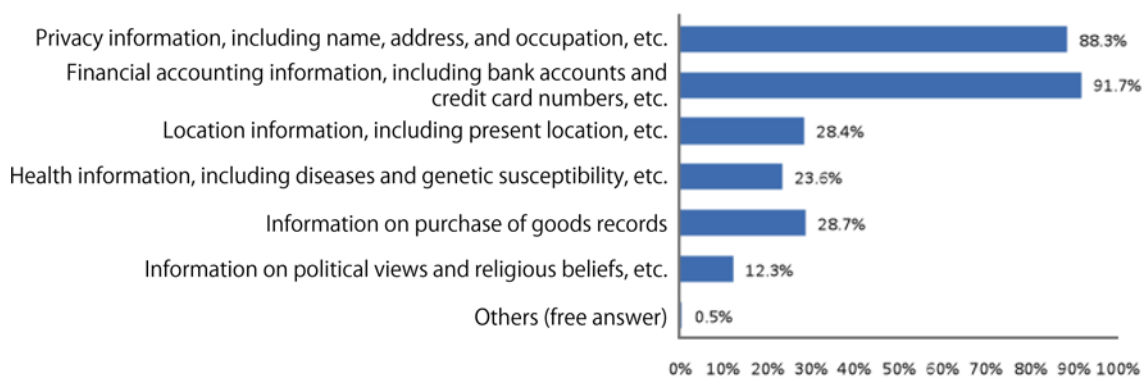 Privacy information, including name, address, and occupation, etc.
88.3%
Financial accounting information, including bank accounts and
credit card numbers, etc.
91.7%
Location information, including present location, etc.
28.4%
Health information, including diseases and genetic susceptibility, etc.
23.6%
Information on purchase of goods records
28.7%
Information on political views and religious beliefs, etc.
12.3%
Others (free answer)
0.5%
0% 10% 20% 30% 40% 50% 60% 70% 80% 90% 100%